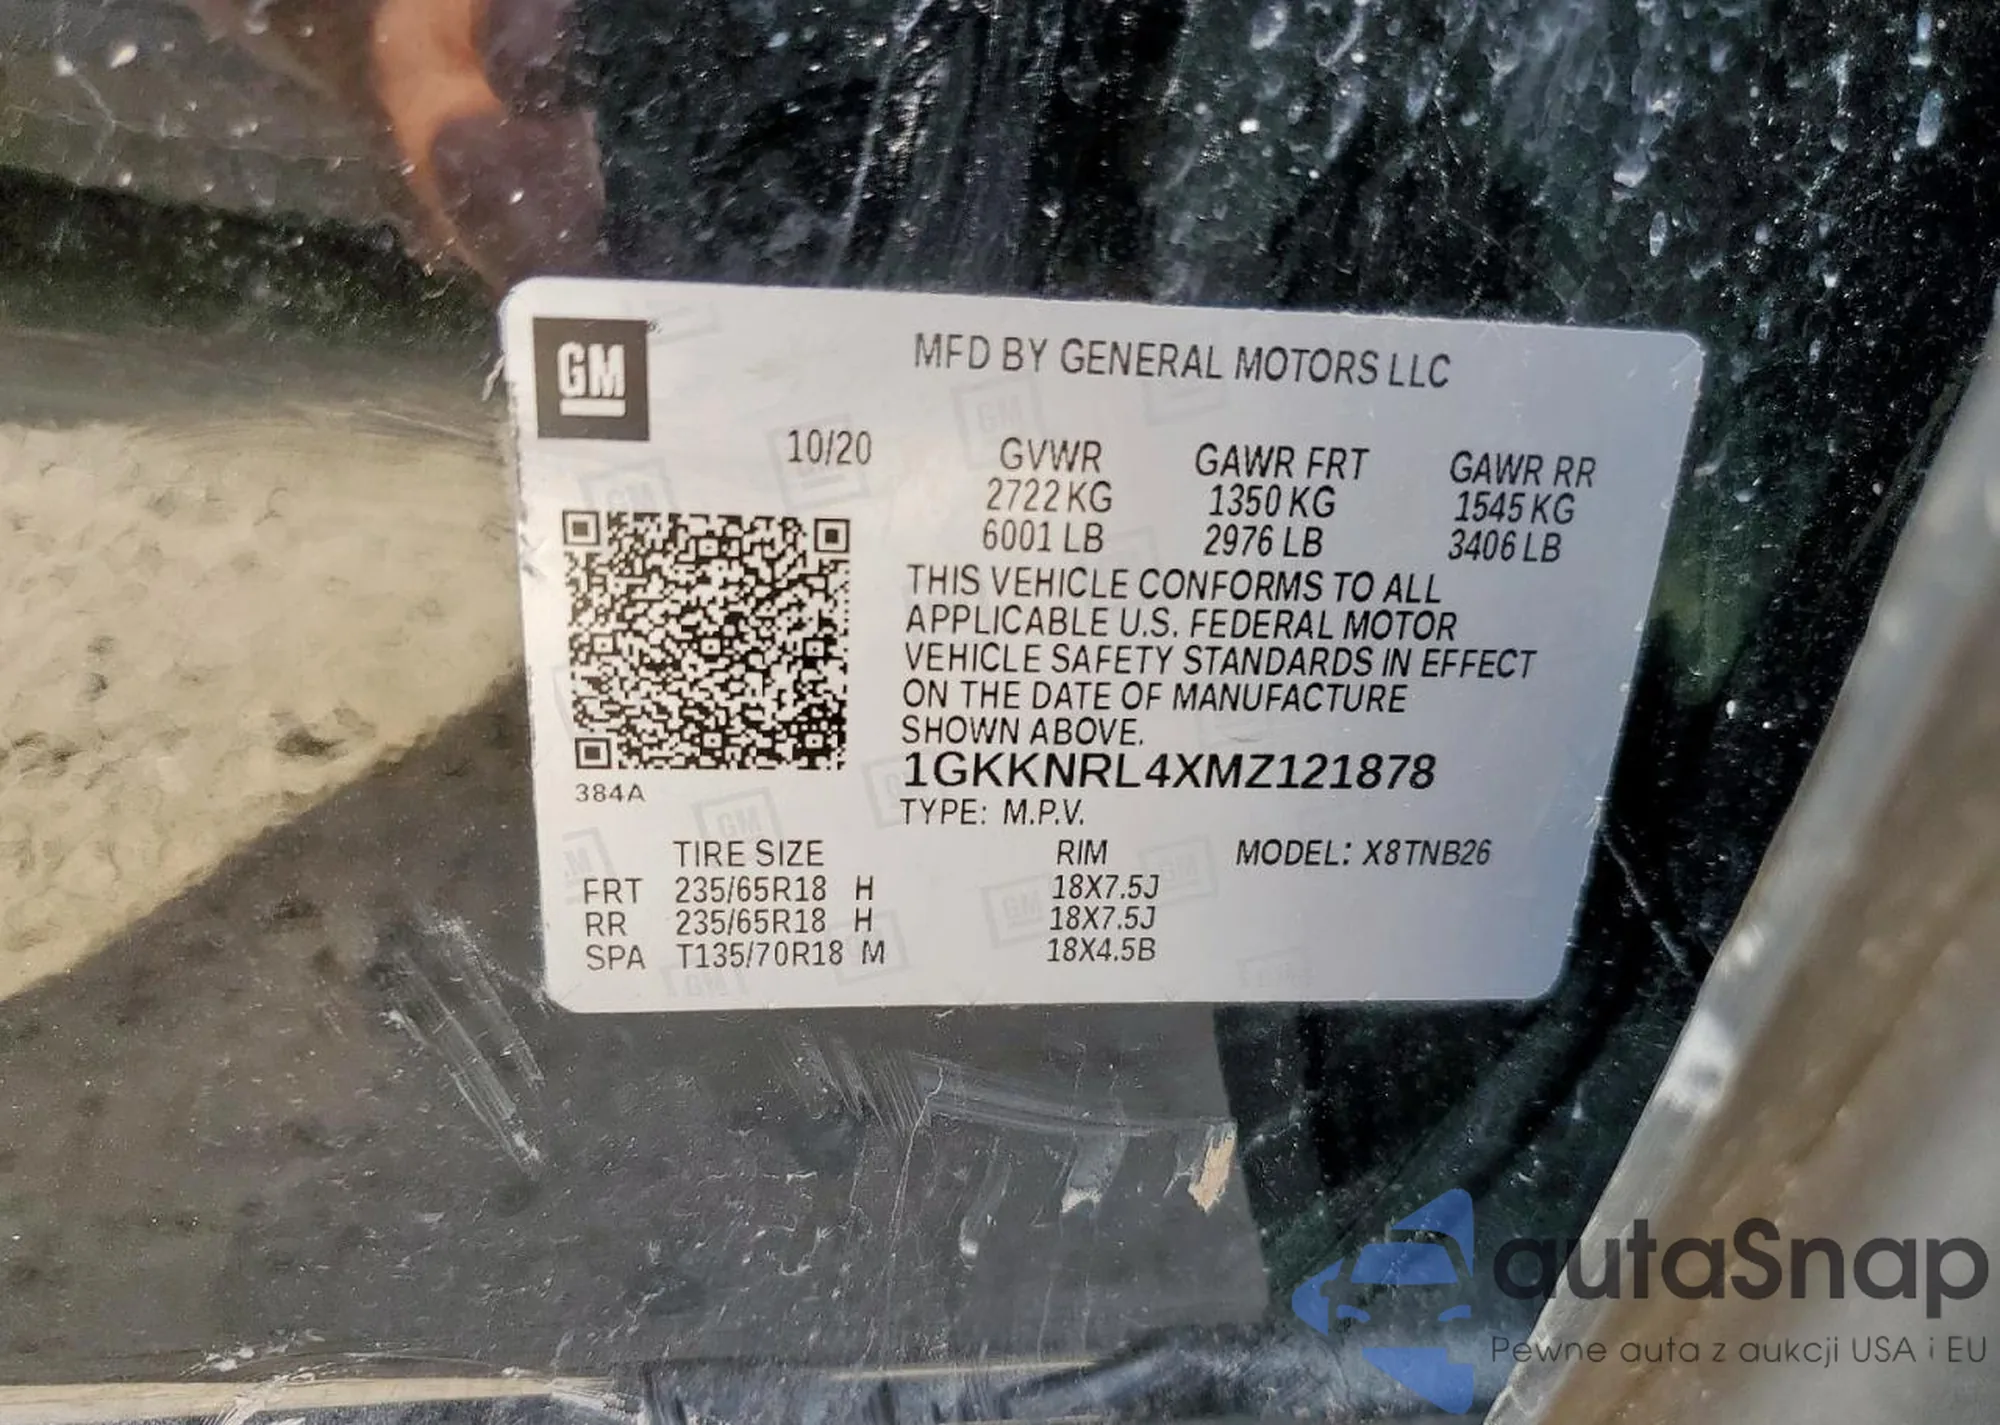 GM
MFD BY GENERAL MOTORS LLC
10/20 GVWR GAWR FRT GAWR RR
2722 KG 1350 KG 1545 KG
6001 LB 2976 LB 3406 LB
THIS VEHICLE CONFORMS TO ALL
APPLICABLE U.S. FEDERAL MOTOR
VEHICLE SAFETY STANDARDS IN EFFECT
ON THE DATE OF MANUFACTURE
SHOWN ABOVE.
1GKKNRL4XMZ121878
384A
TYPE: M.P.V.
TIRE SIZE RIM MODEL: X8TNB26
FRT 235/65R18 H 18X7.5J
RR 235/65R18 H 18X7.5J
SPA T135/70R18 M 18X4.5B
autaSnap
Pewne auta z aukcji USA i EU